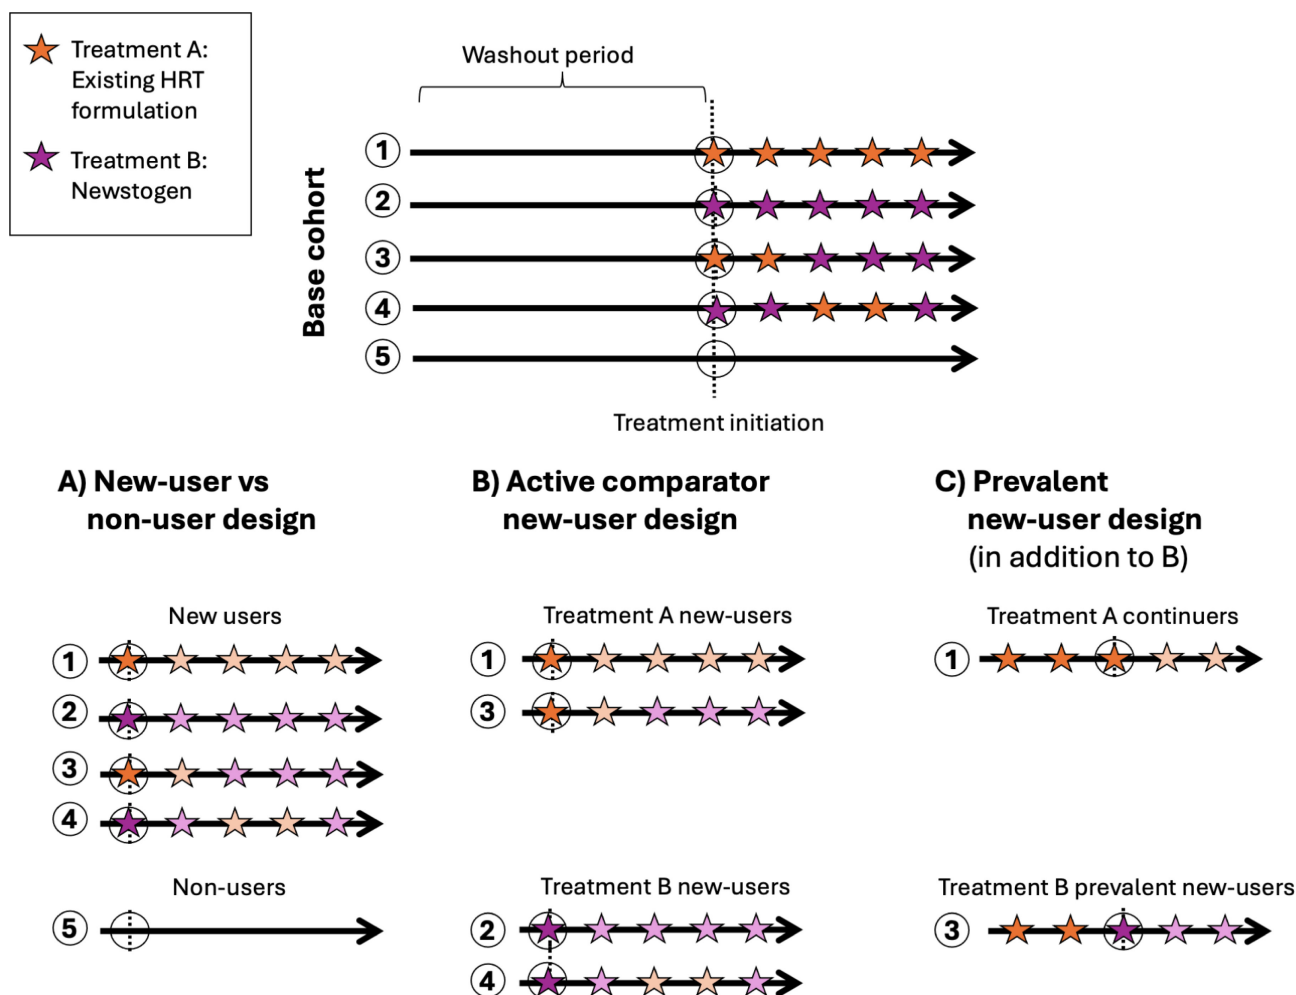 Treatment A:
Existing HRT
formulation
Treatment B:
Newstogen
Washout period
Base cohort
1
2
3
4
5
Treatment initiation
A) New-user vs
non-user design
New users
1
2
3
4
Non-users
5
B) Active comparator
new-user design
Treatment A new-users
1
3
Treatment B new-users
2
4
C) Prevalent
new-user design
(in addition to B)
Treatment A continuers
1
Treatment B prevalent new-users
3